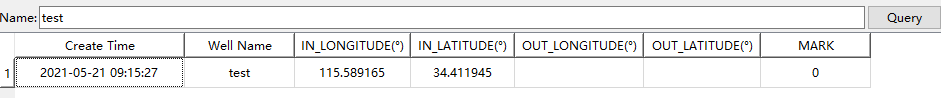 Name: test Query
Create Time Well Name IN_LONGITUDE(°) IN_LATITUDE(°) OUT_LONGITUDE(°) OUT_LATITUDE(°) MARK
1 2021-05-21 09:15:27 test 115.589165 34.411945 0